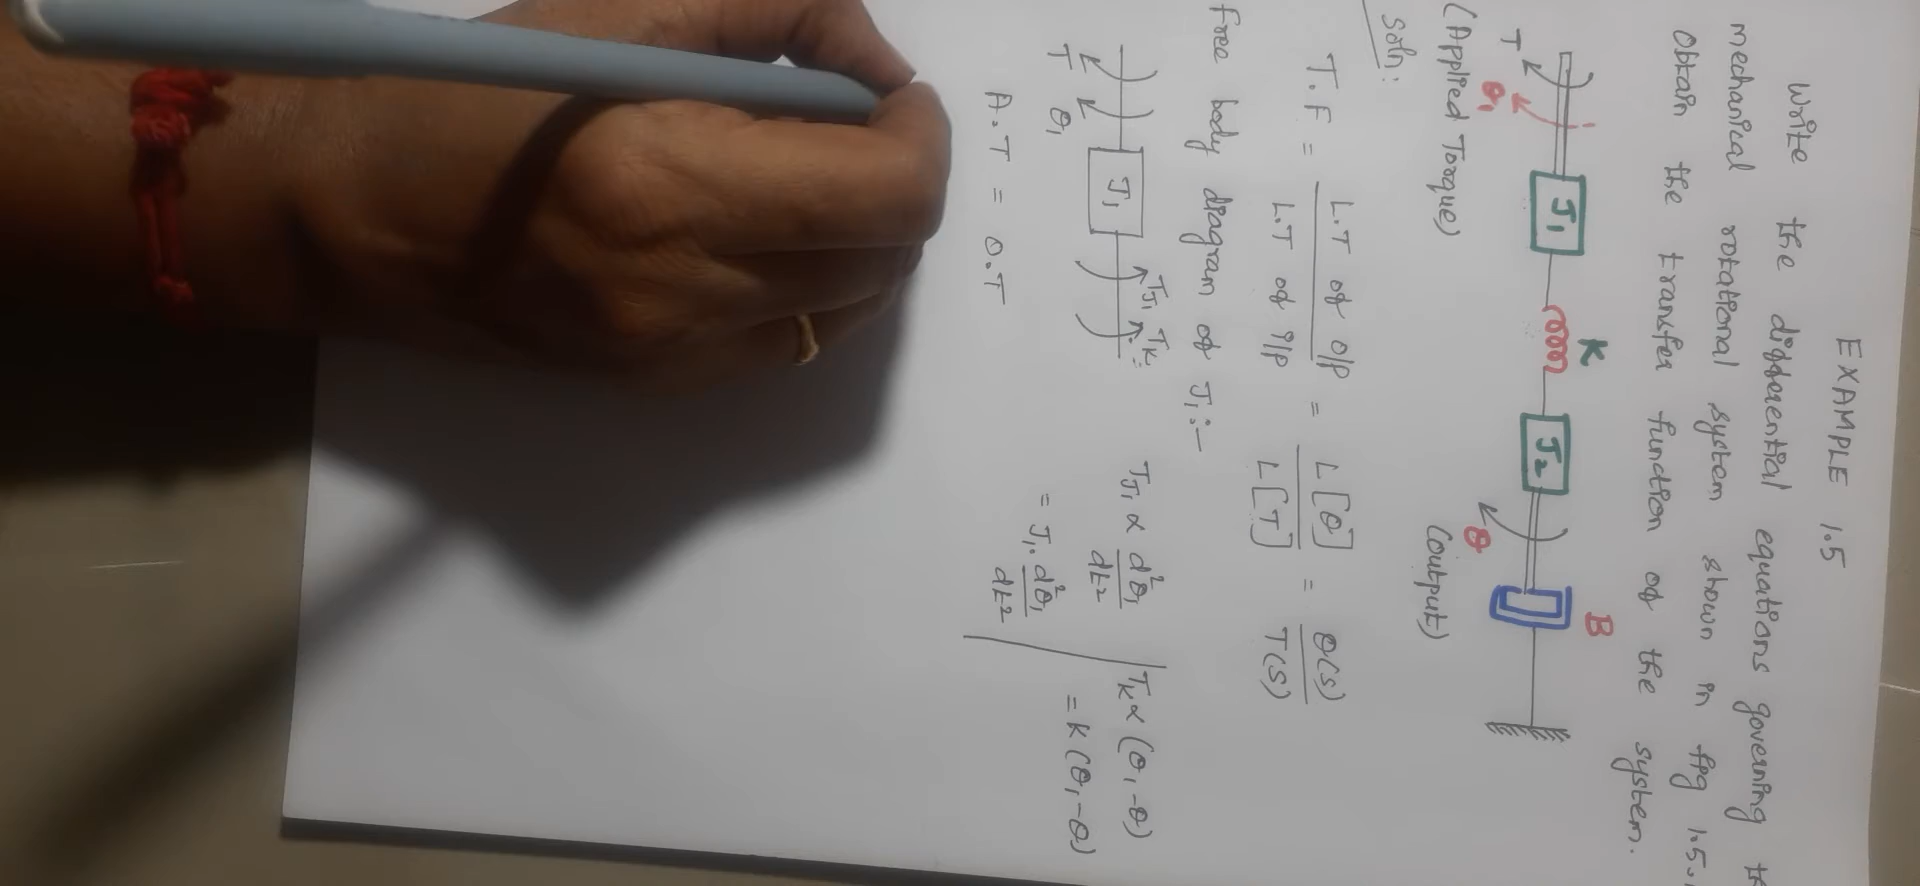 EXAMPLE 1.5
Write the differential equations governing th
mechanical rotational system shown in fig 1.5.1
Obtain the transfer function of the system.
K B
T θ₁ J₁ J₂ θ
(Applied Torque) (output)
Soln:
T.F = L.T of o/p / L.T of i/p = L[θ] / L[T] = θ(s) / T(s)
Free body diagram of J₁:-
T θ₁ J₁ TJ₁ TK
TJ₁ ∝ d²θ₁/dt²
= J₁. d²θ₁/dt²
TK ∝ (θ₁-θ)
= K(θ₁-θ)
A.T = O.T